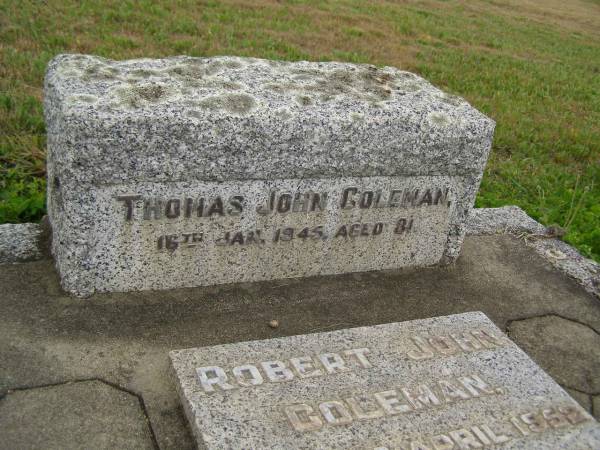 THOMAS JOHN COLEMAN,
16TH JAN. 1945, AGED 81
ROBERT JOHN
COLEMAN,
APRIL